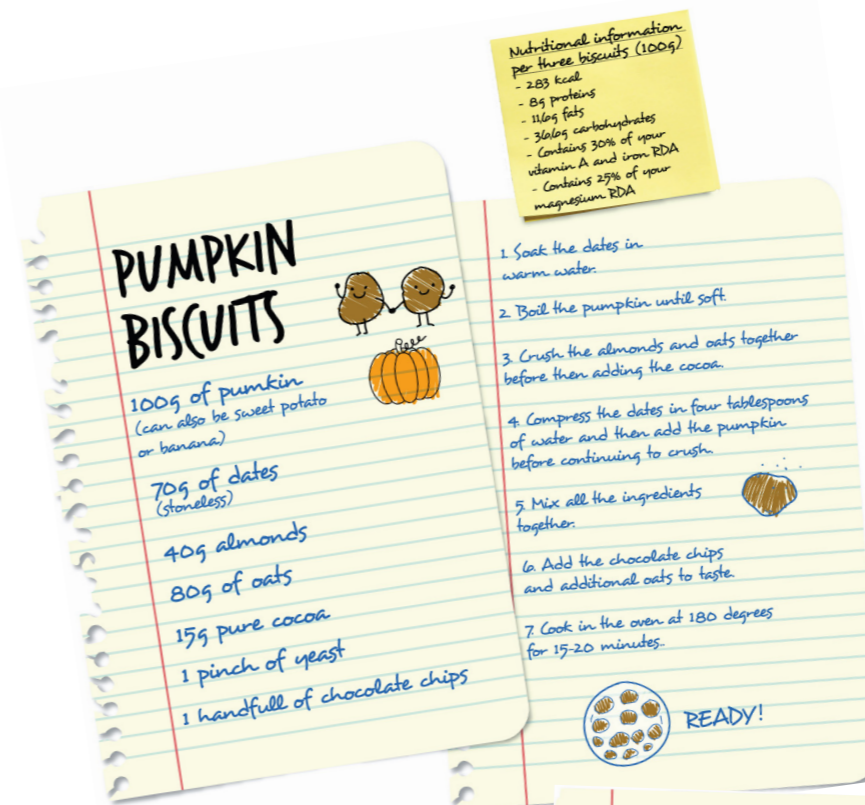 PUMPKIN
BISCUITS
100g of pumkin
(can also be sweet potato
or banana.)
70g of dates
(stoneless)
40g almonds
80g of oats
15g pure cocoa
1 pinch of yeast
1 handfull of chocolate chips
Nutritional information
per three biscuits (100g)
- 283 kcal
- 8g proteins
- 11,6g fats
- 36,6g carbohydrates
- Contains 30% of your
vitamin A and iron RDA
- Contains 25% of your
magnesium RDA
1. Soak the dates in
warm water.
2. Boil the pumpkin until soft.
3. Crush the almonds and oats together
before then adding the cocoa.
4. Compress the dates in four tablespoons
of water and then add the pumpkin
before continuing to crush.
5. Mix all the ingredients
together.
6. Add the chocolate chips
and additional oats to taste.
7. Cook in the oven at 180 degrees
for 15-20 minutes..
READY!